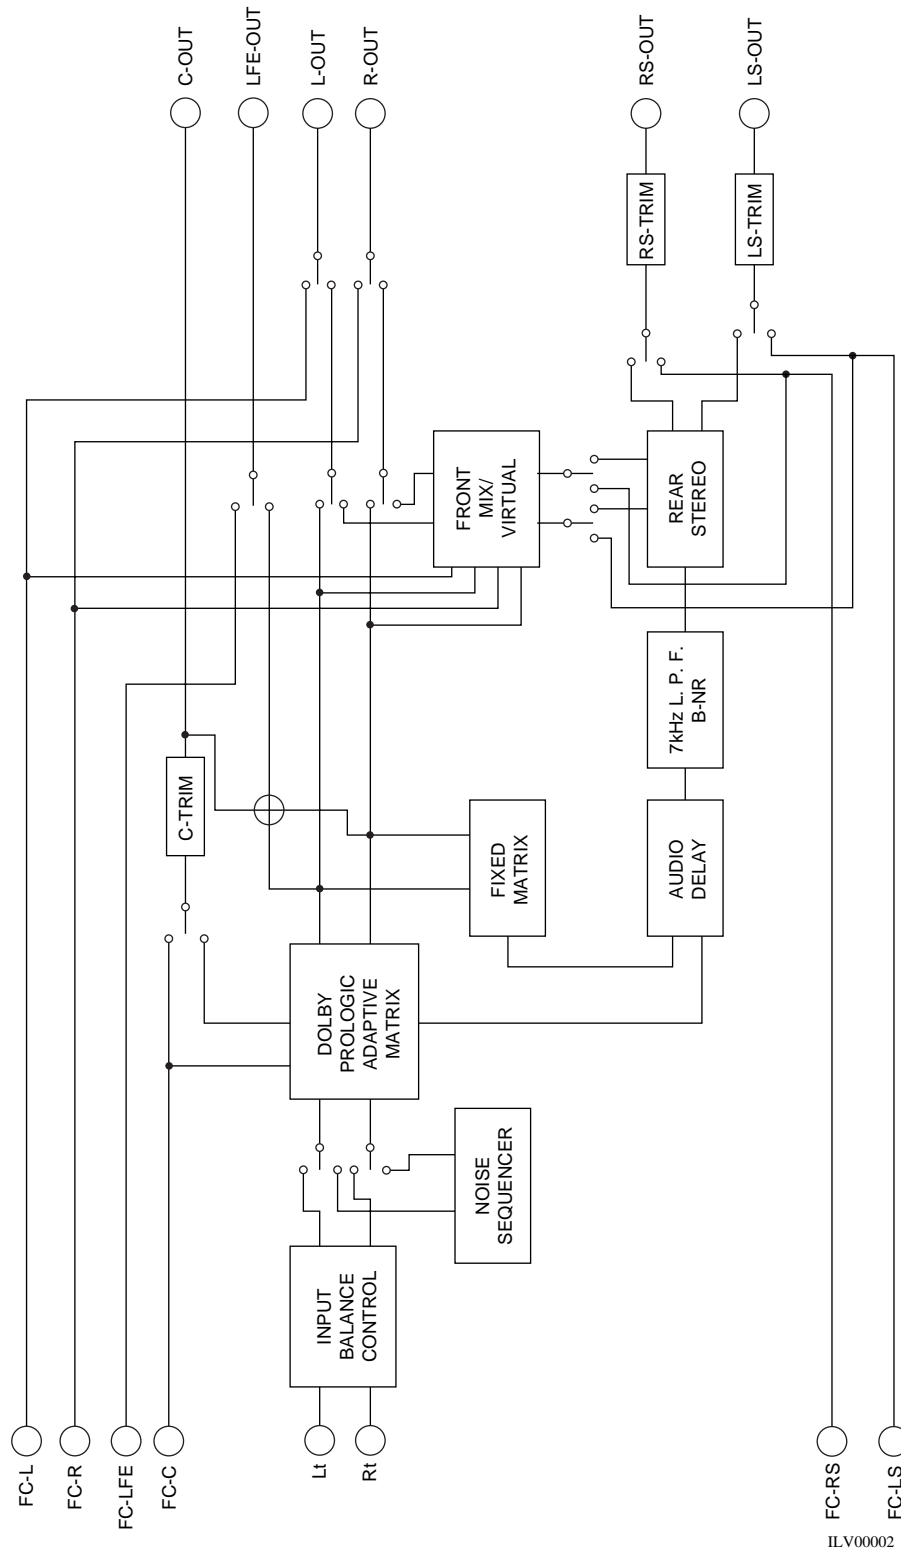 C-OUT
LFE-OUT
L-OUT
R-OUT
RS-OUT
LS-OUT
RS-TRIM
LS-TRIM
FRONT
MIX/
VIRTUAL
REAR
STEREO
7kHz L. P. F.
B-NR
C-TRIM
FIXED
MATRIX
AUDIO
DELAY
DOLBY
PROLOGIC
ADAPTIVE
MATRIX
NOISE
SEQUENCER
INPUT
BALANCE
CONTROL
FC-L
FC-R
FC-LFE
FC-C
Lt
Rt
FC-RS
FC-LS
ILV00002